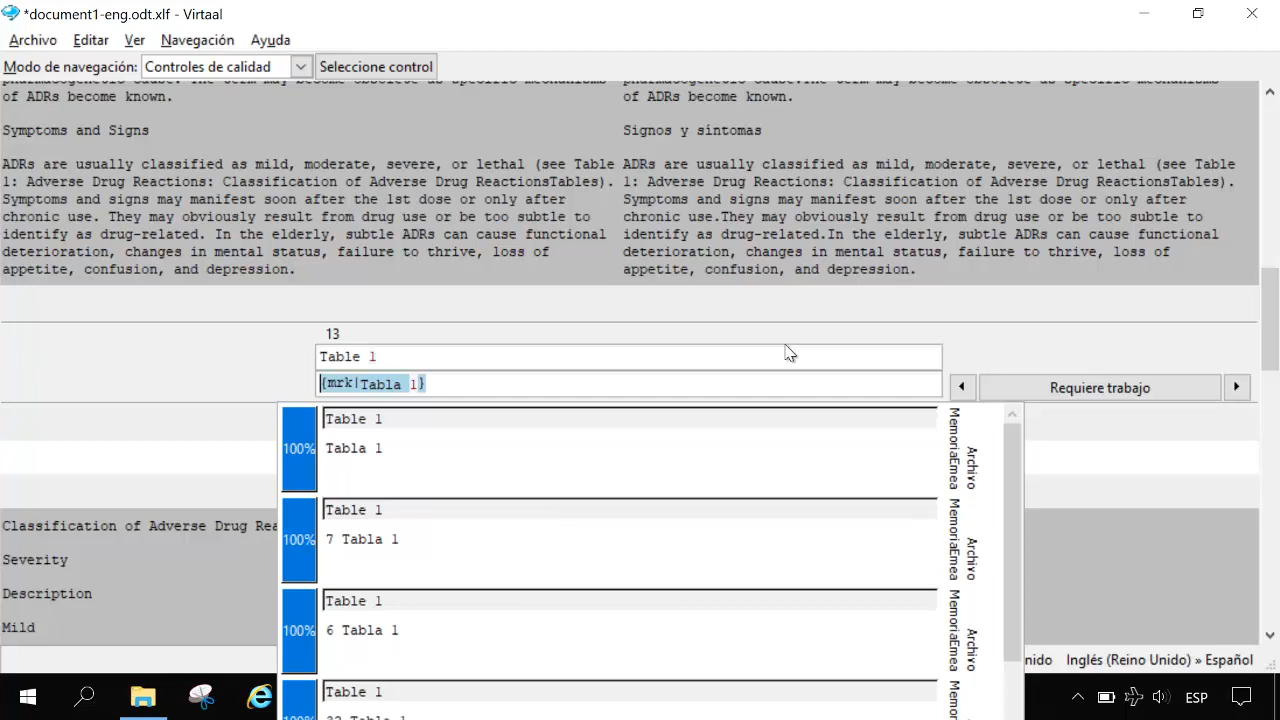 *document1-eng.odt.xlf - Virtaal
Archivo Editar Ver Navegación Ayuda
Modo de navegación: Controles de calidad Seleccione control
of ADRs become known.
of ADRs become known.
Symptoms and Signs
Signos y síntomas
ADRs are usually classified as mild, moderate, severe, or lethal (see Table
1: Adverse Drug Reactions: Classification of Adverse Drug ReactionsTables).
Symptoms and signs may manifest soon after the 1st dose or only after
chronic use. They may obviously result from drug use or be too subtle to
identify as drug-related. In the elderly, subtle ADRs can cause functional
deterioration, changes in mental status, failure to thrive, loss of
appetite, confusion, and depression.
ADRs are usually classified as mild, moderate, severe, or lethal (see Table
1: Adverse Drug Reactions: Classification of Adverse Drug ReactionsTables).
Symptoms and signs may manifest soon after the 1st dose or only after
chronic use.They may obviously result from drug use or be too subtle to
identify as drug-related.In the elderly, subtle ADRs can cause functional
deterioration, changes in mental status, failure to thrive, loss of
appetite, confusion, and depression.
13
Table 1
{mrk|Tabla 1}
Requiere trabajo
100%
Table 1
Tabla 1
MemoriaEmea
Archivo
100%
Table 1
7 Tabla 1
MemoriaEmea
Archivo
100%
Table 1
6 Tabla 1
MemoriaEmea
Archivo
Table 1
Classification of Adverse Drug Rea
Severity
Description
Mild
nido Inglés (Reino Unido) » Español
ESP